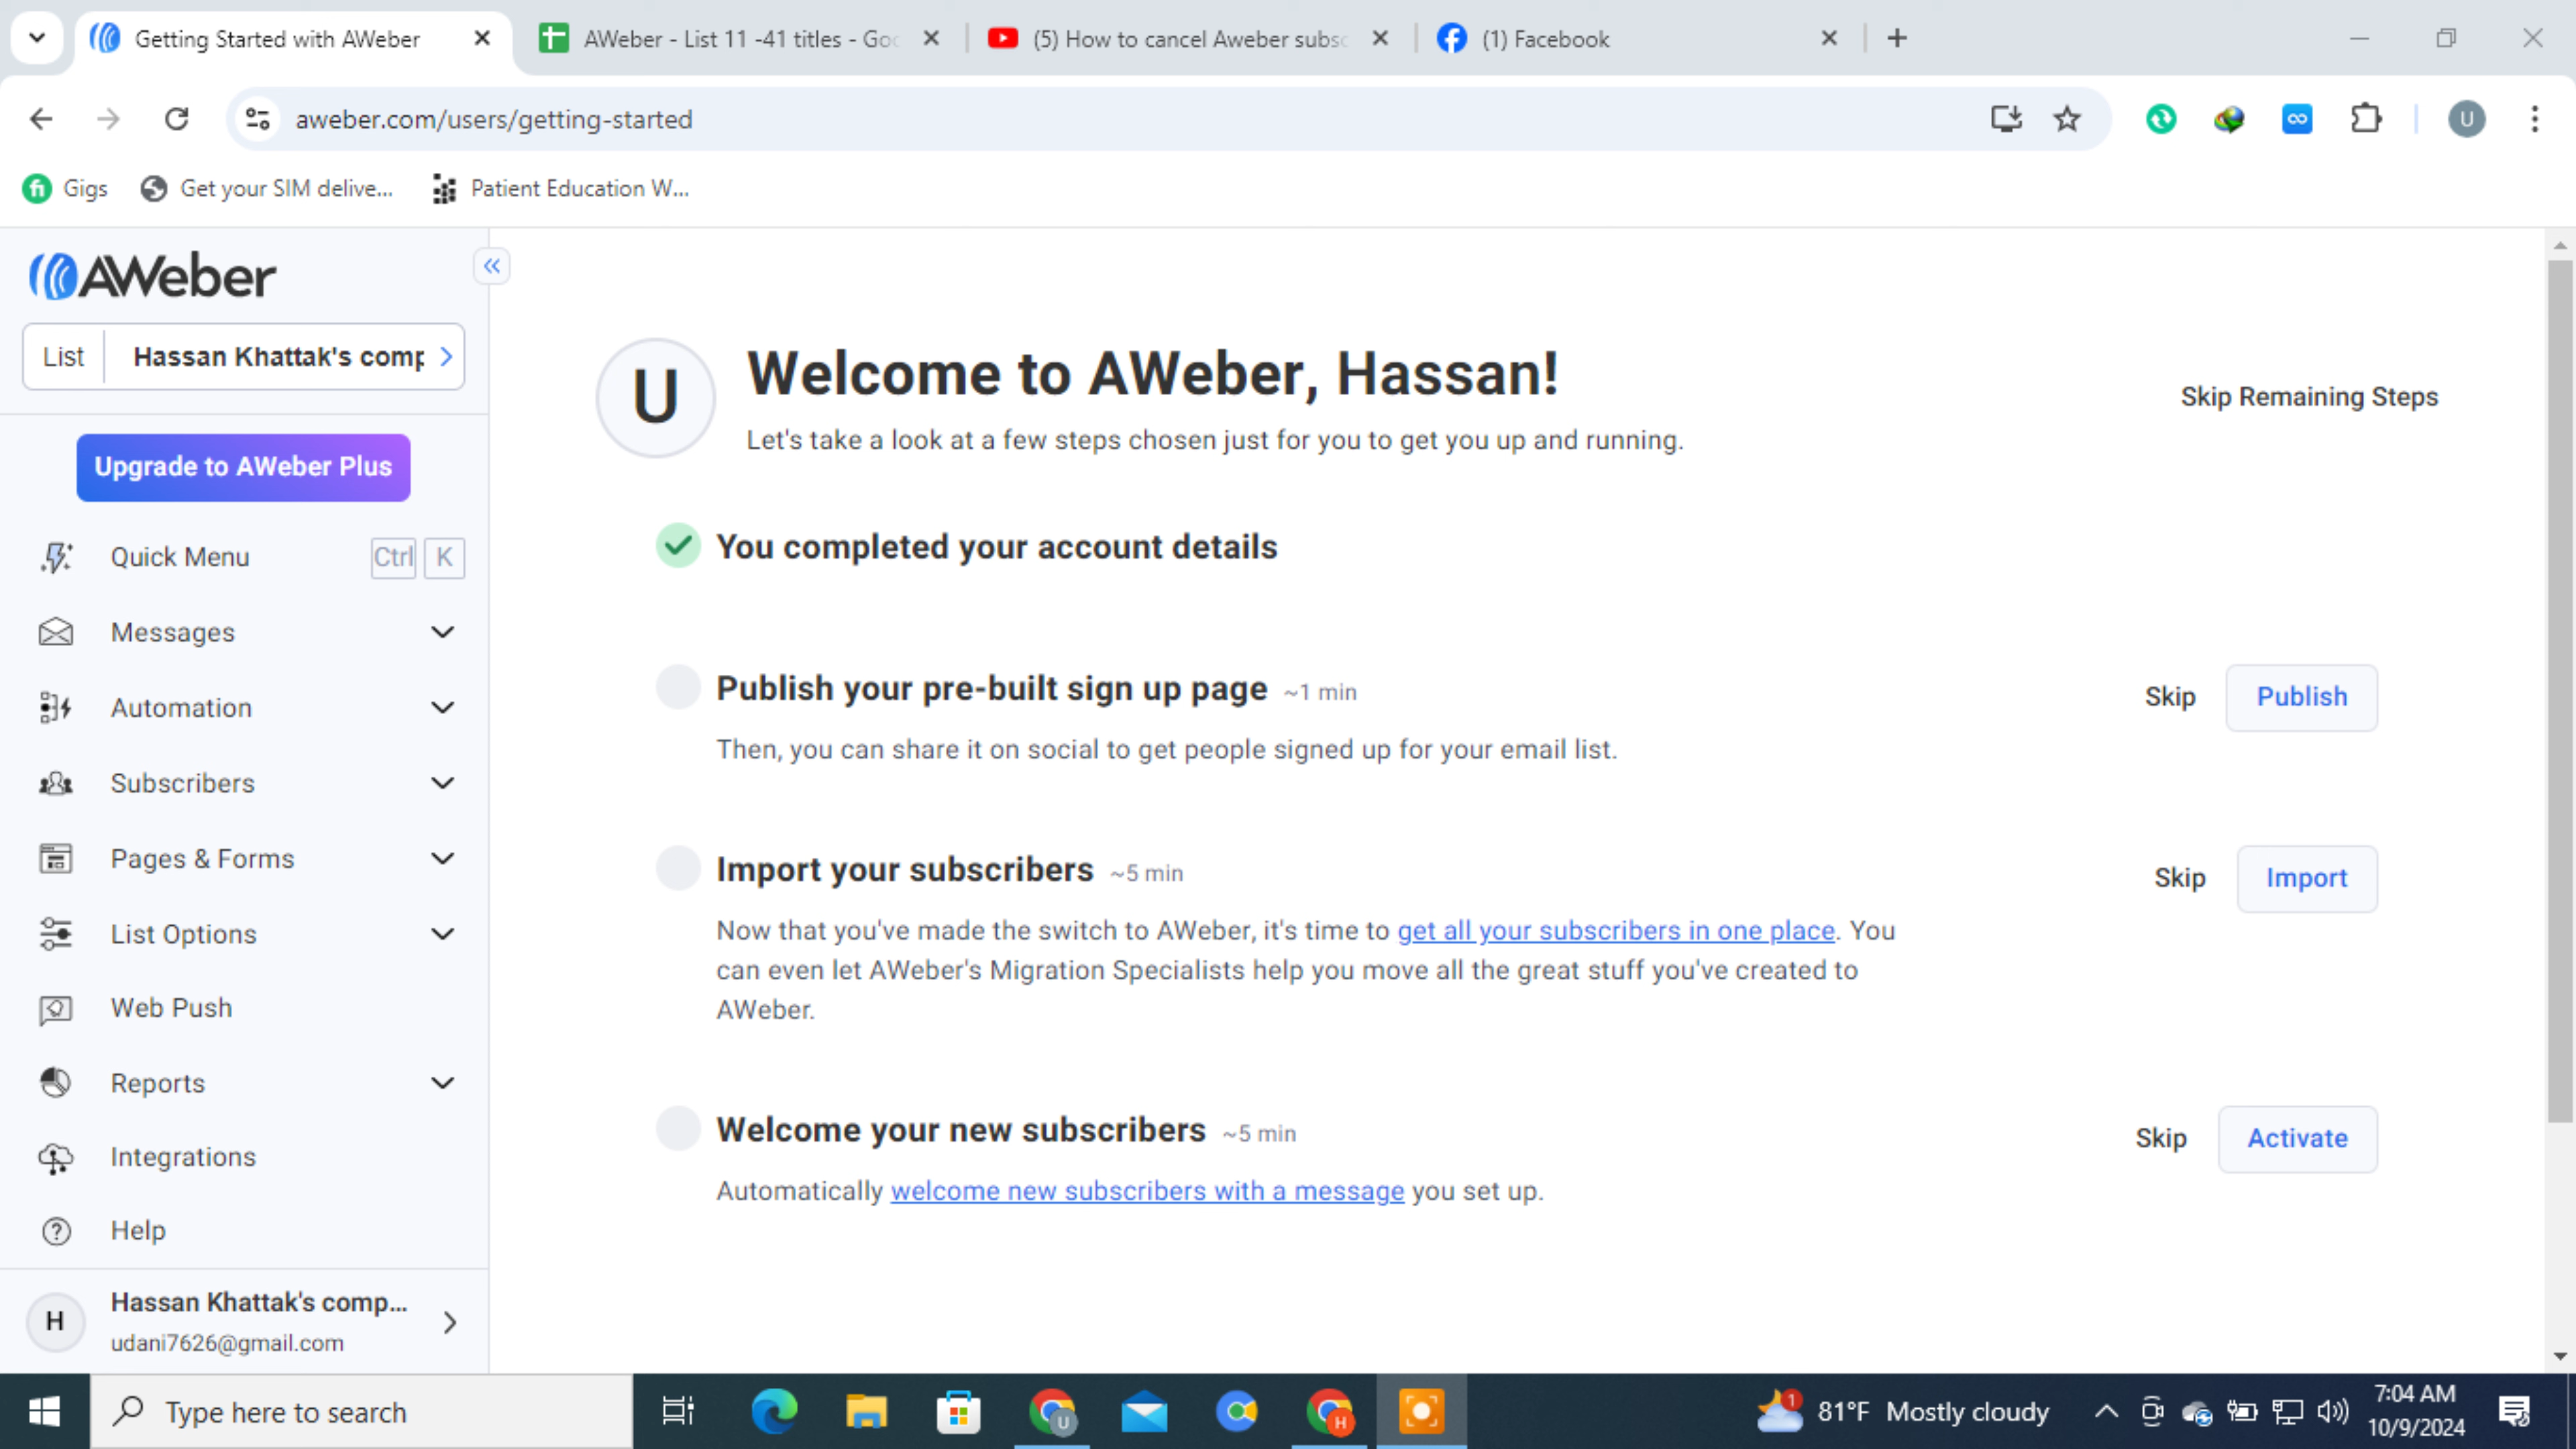 Getting Started with AWeber
AWeber - List 11 -41 titles - Goo
(5) How to cancel Aweber subsc
(1) Facebook
aweber.com/users/getting-started
U
Gigs
Get your SIM delive...
Patient Education W...
AWeber
List
Hassan Khattak's comp
Upgrade to AWeber Plus
Quick Menu
Ctrl K
Messages
Automation
Subscribers
Pages & Forms
List Options
Web Push
Reports
Integrations
Help
H
Hassan Khattak's comp...
udani7626@gmail.com
U
Welcome to AWeber, Hassan!
Let's take a look at a few steps chosen just for you to get you up and running.
Skip Remaining Steps
You completed your account details
Publish your pre-built sign up page ~1 min
Then, you can share it on social to get people signed up for your email list.
Skip
Publish
Import your subscribers ~5 min
Now that you've made the switch to AWeber, it's time to get all your subscribers in one place. You
can even let AWeber's Migration Specialists help you move all the great stuff you've created to
AWeber.
Skip
Import
Welcome your new subscribers ~5 min
Automatically welcome new subscribers with a message you set up.
Skip
Activate
Type here to search
U
H
1
81°F Mostly cloudy
7:04 AM
10/9/2024